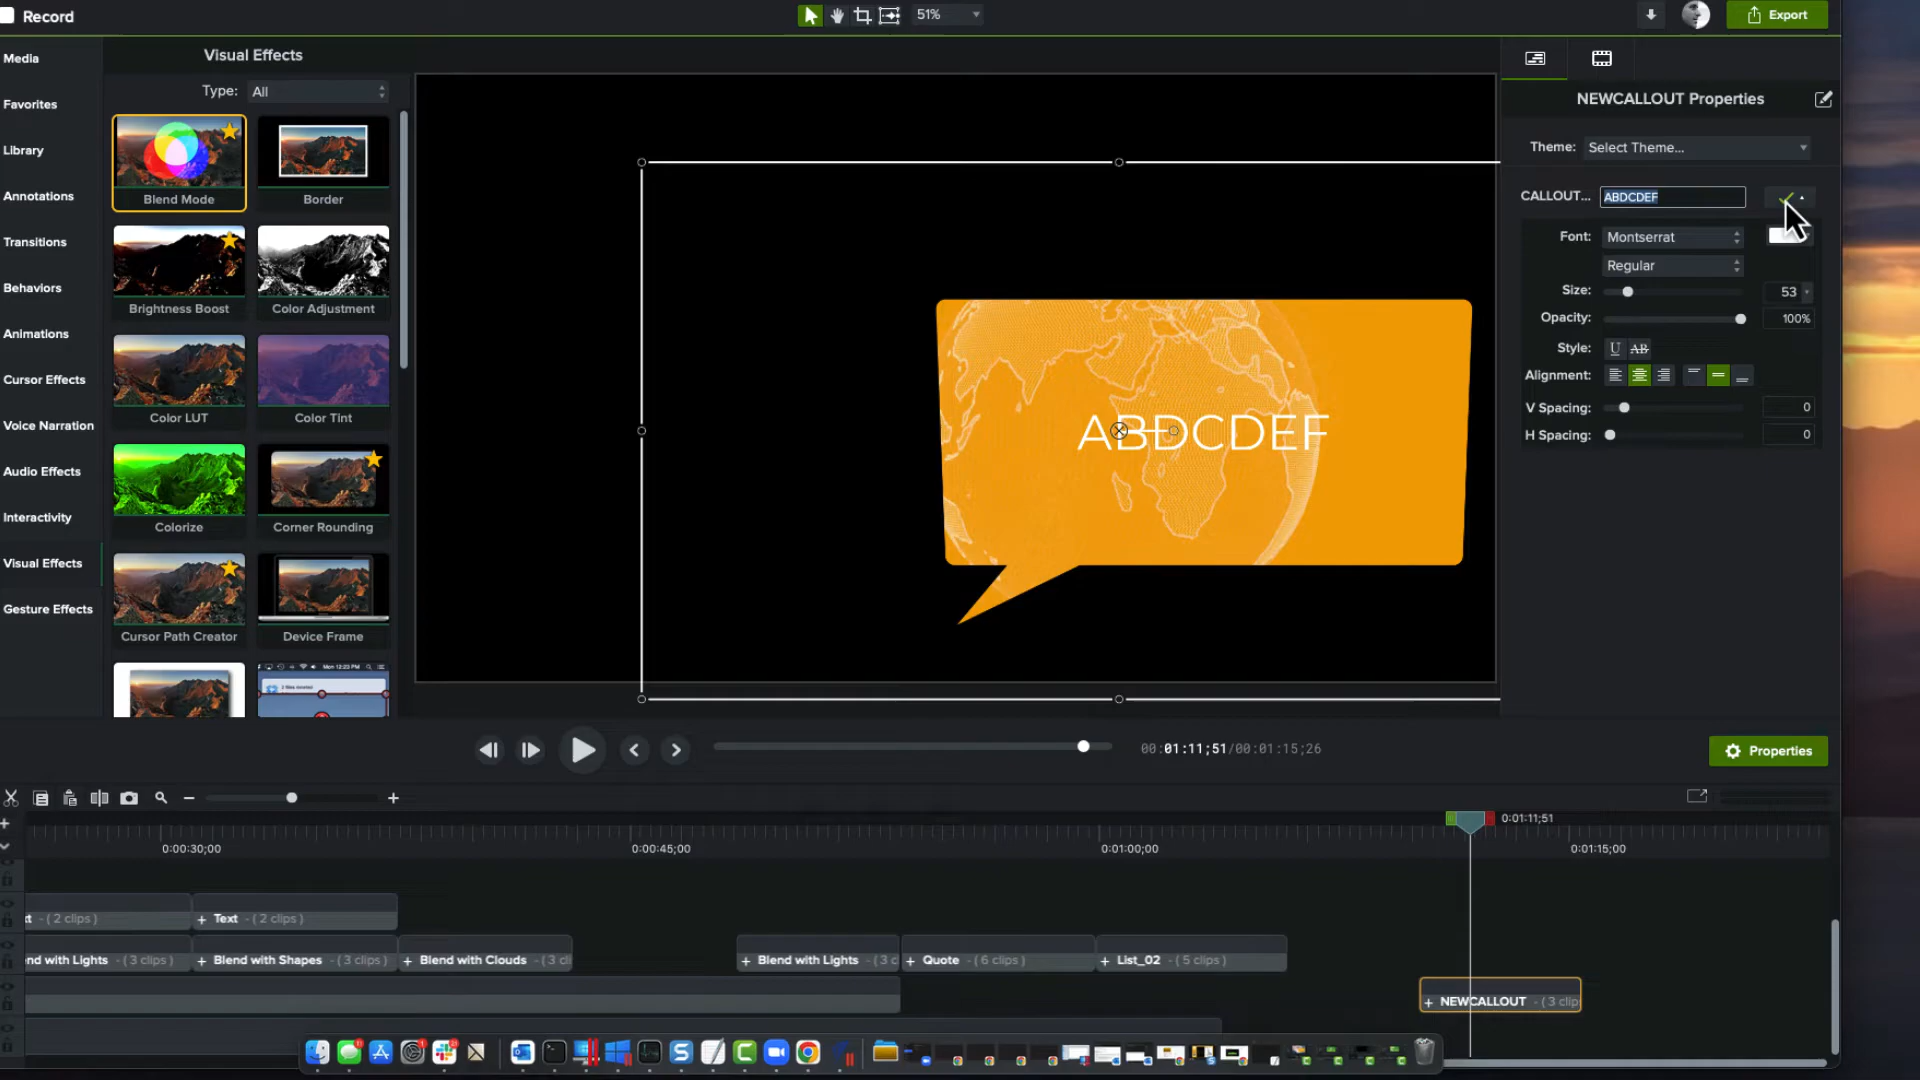 Record
51%
Export
Media
Favorites
Library
Annotations
Transitions
Behaviors
Animations
Cursor Effects
Voice Narration
Audio Effects
Interactivity
Visual Effects
Gesture Effects
Visual Effects
Type: All
Blend Mode
Border
Brightness Boost
Color Adjustment
Color LUT
Color Tint
Colorize
Corner Rounding
Cursor Path Creator
Device Frame
ABDCDEF
NEWCALLOUT Properties
Theme: Select Theme...
CALLOUT... ABDCDEF
Font: Montserrat
Regular
Size: 53
Opacity: 100%
Style: U AB
Alignment:
V Spacing: 0
H Spacing: 0
00:01:11;51/00:01:15;26
Properties
0:01:11;51
0:00:30;00
0:00:45;00
0:01:00;00
0:01:15;00
t - ( 2 clips )
+ Text - ( 2 clips )
nd with Lights - ( 3 clips )
+ Blend with Shapes - ( 3 clips )
+ Blend with Clouds - ( 3 cli
+ Blend with Lights - ( 3 c
+ Quote - ( 6 clips )
+ List_02 - ( 5 clips )
+ NEWCALLOUT - ( 3 clip